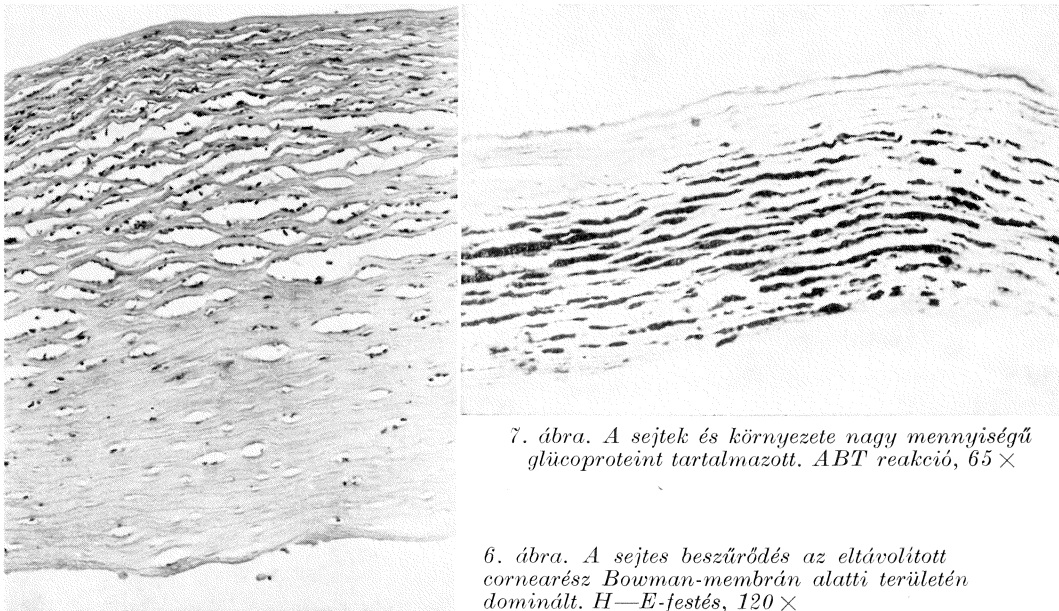 7. ábra. A sejtek és környezete nagy mennyiségű
glücoproteint tartalmazott. ABT reakció, 65 ×
6. ábra. A sejtes beszűrődés az eltávolított
cornearész Bowman-membrán alatti területén
dominált. H—E-festés, 120 ×